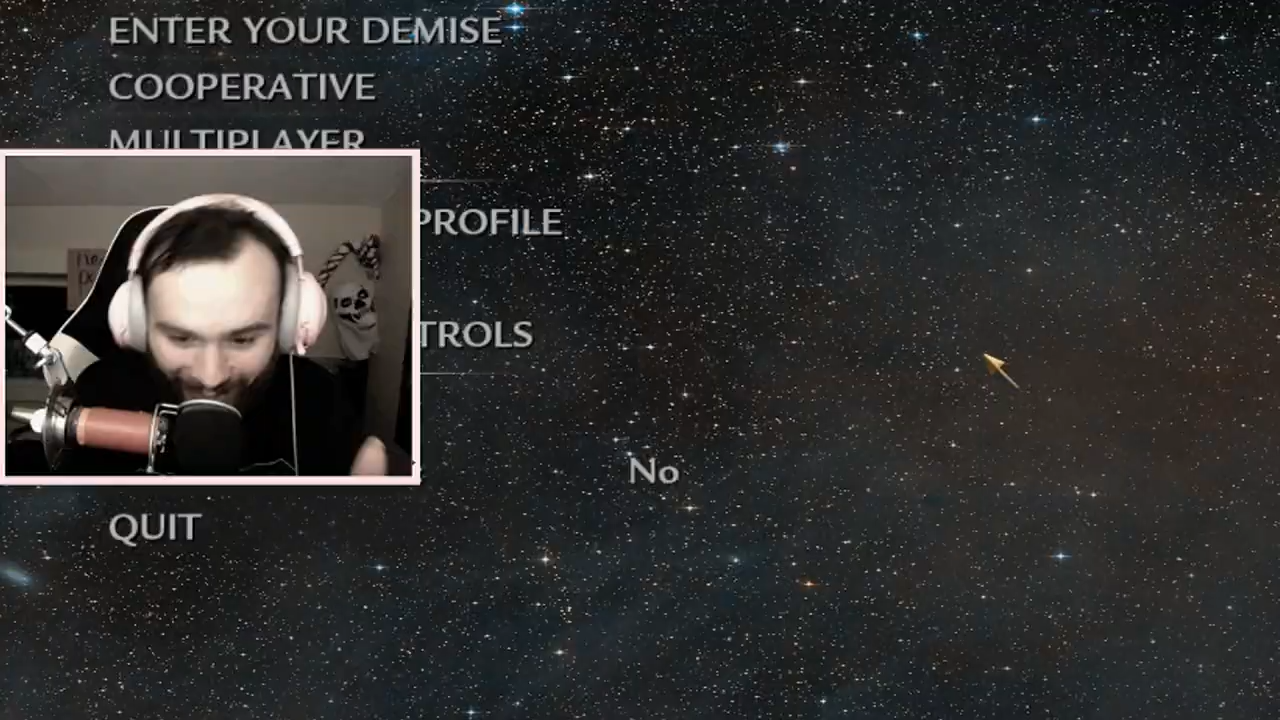 ENTER YOUR DEMISE
COOPERATIVE
MULTIPLAYER
PROFILE
TROLS
No
QUIT